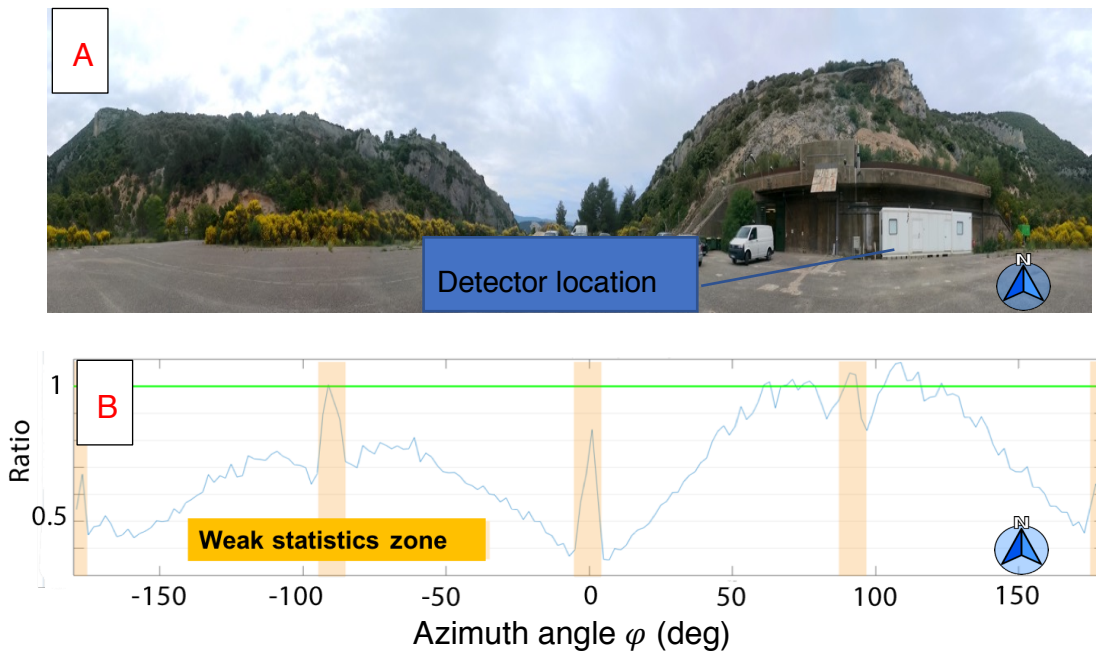 A
Detector location
N
B
Ratio
1
0.5
Weak statistics zone
N
-150 -100 -50 0 50 100 150
Azimuth angle φ (deg)